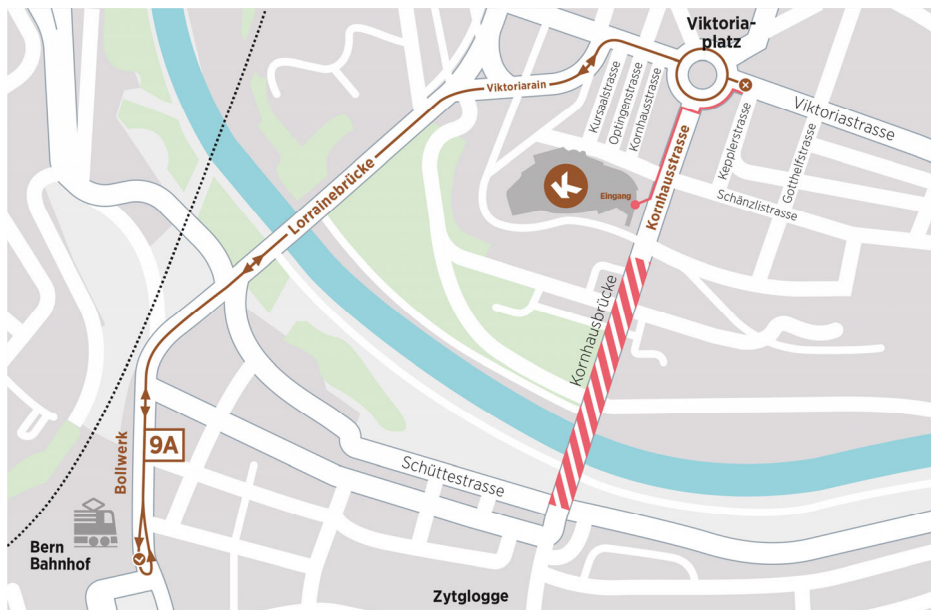 Viktoria-
platz
Viktoriarain
Kursaalstrasse
Optingenstrasse
Kornhausstrasse
Kornhausstrasse
Viktoriastrasse
Kepplerstrasse
Gotthelfstrasse
Schänzlistrasse
K
Eingang
Lorrainebrücke
Kornhausbrücke
9A
Bollwerk
Schüttestrasse
Bern
Bahnhof
Zytglogge